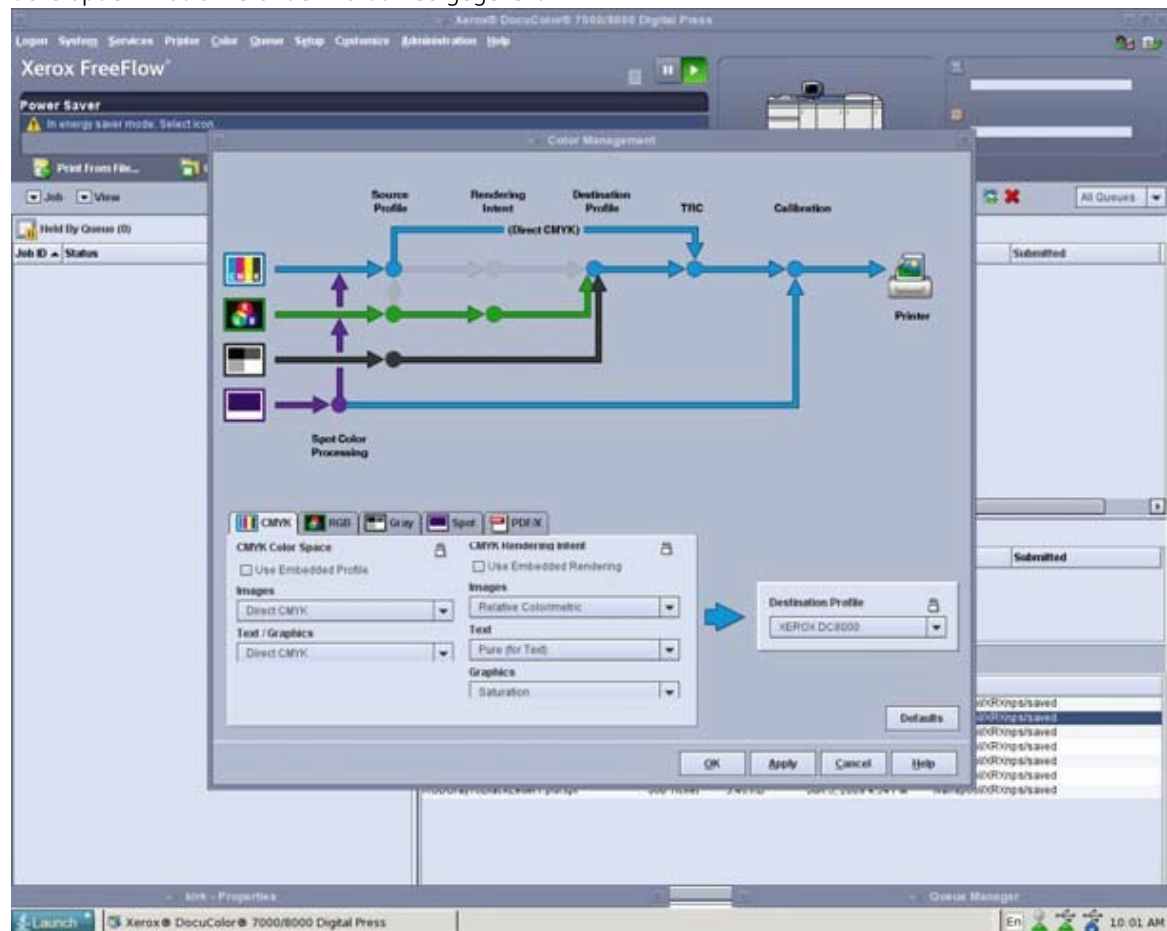 Xerox® DocuColor® 7000/8000 Digital Press
Logon System Services Printer Color Queue Setup Customize Administration Help
Xerox FreeFlow®
Power Saver
In energy saver mode. Select icon.
Print From File...
Job View
All Queues
Held By Queue (0)
Job ID Status
Submitted
Color Management
Source Profile
Rendering Intent
Destination Profile
TRC
Calibration
(Direct CMYK)
Printer
Spot Color Processing
CMYK RGB Gray Spot PDF/X
CMYK Color Space
Use Embedded Profile
Images
Direct CMYK
Text / Graphics
Direct CMYK
CMYK Rendering Intent
Use Embedded Rendering
Images
Relative Colorimetric
Text
Pure (for Text)
Graphics
Saturation
Destination Profile
XEROX DC8000
Defaults
OK Apply Cancel Help
Submitted
Properties
Queue Manager
Launch
Xerox® DocuColor® 7000/8000 Digital Press
En
10:01 AM